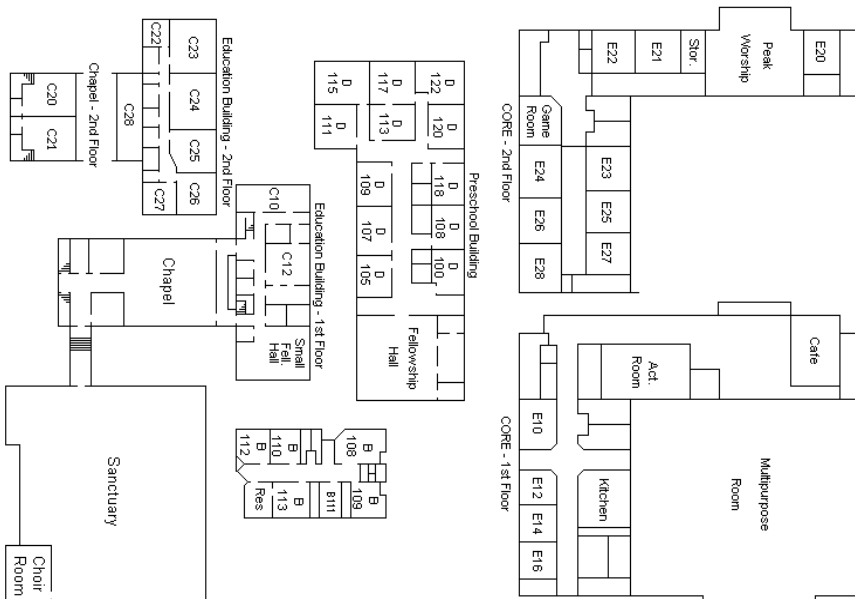 C22
C23
C24
C25
C26
C27
C28
Education Building - 2nd Floor
C20
C21
Chapel - 2nd Floor
C10
C12
Small
Fell.
Hall
Education Building - 1st Floor
Chapel
Sanctuary
Choir
Room
D
115
D
117
D
122
D
111
D
113
D
120
D
109
D
118
D
107
D
108
D
105
D
100
Preschool Building
Fellowship
Hall
B
112
B
110
B
108
Res
B
113
B111
B
109
E22
E21
Stor.
Peak
Worship
E20
Game
Room
E24
E23
E26
E25
E28
E27
CORE - 2nd Floor
Cafe
Act.
Room
E10
E12
E14
E16
Kitchen
Multipurpose
Room
CORE - 1st Floor